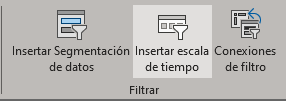 Insertar Segmentación
de datos
Insertar escala
de tiempo
Conexiones
de filtro
Filtrar